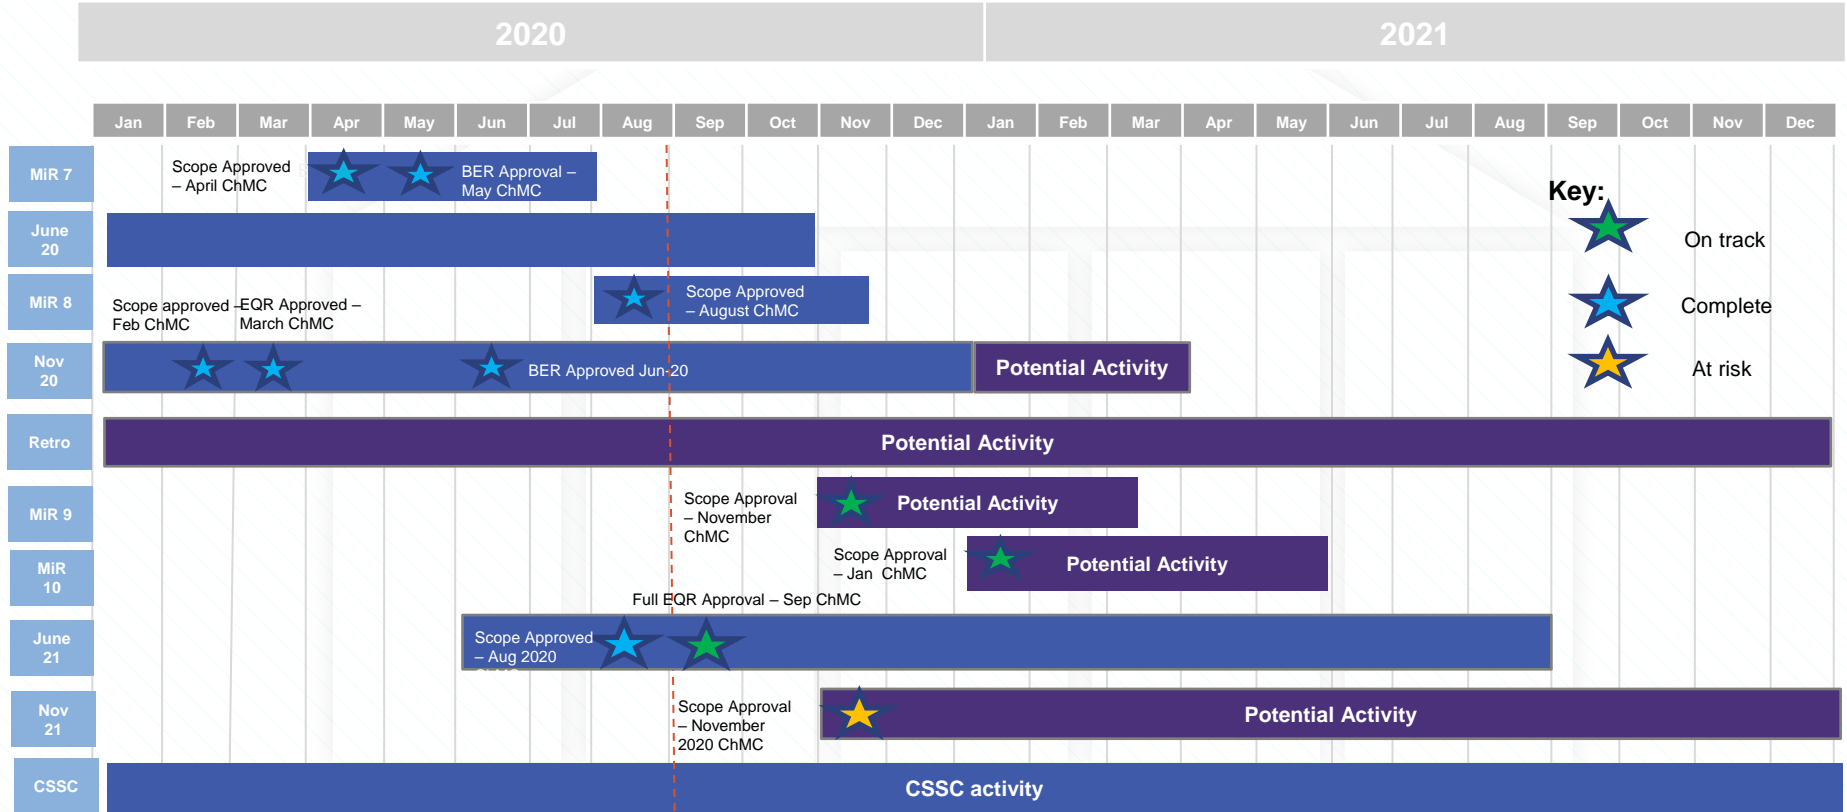 2020
2021
Jan Feb Mar Apr May Jun Jul Aug Sep Oct Nov Dec Jan Feb Mar Apr May Jun Jul Aug Sep Oct Nov Dec
MiR 7
Scope Approved
– April ChMC
BER Approval –
May ChMC
Key:
On track
Complete
At risk
June
20
MiR 8
Scope Approved
– August ChMC
Scope approved –
Feb ChMC
EQR Approved –
March ChMC
Nov
20
BER Approved Jun-20
Potential Activity
Retro
Potential Activity
MiR 9
Scope Approval
– November
ChMC
Potential Activity
MiR
10
Scope Approval
– Jan  ChMC
Potential Activity
Full EQR Approval – Sep ChMC
June
21
Scope Approved
– Aug 2020
Nov
21
Scope Approval
– November
2020 ChMC
Potential Activity
CSSC
CSSC activity